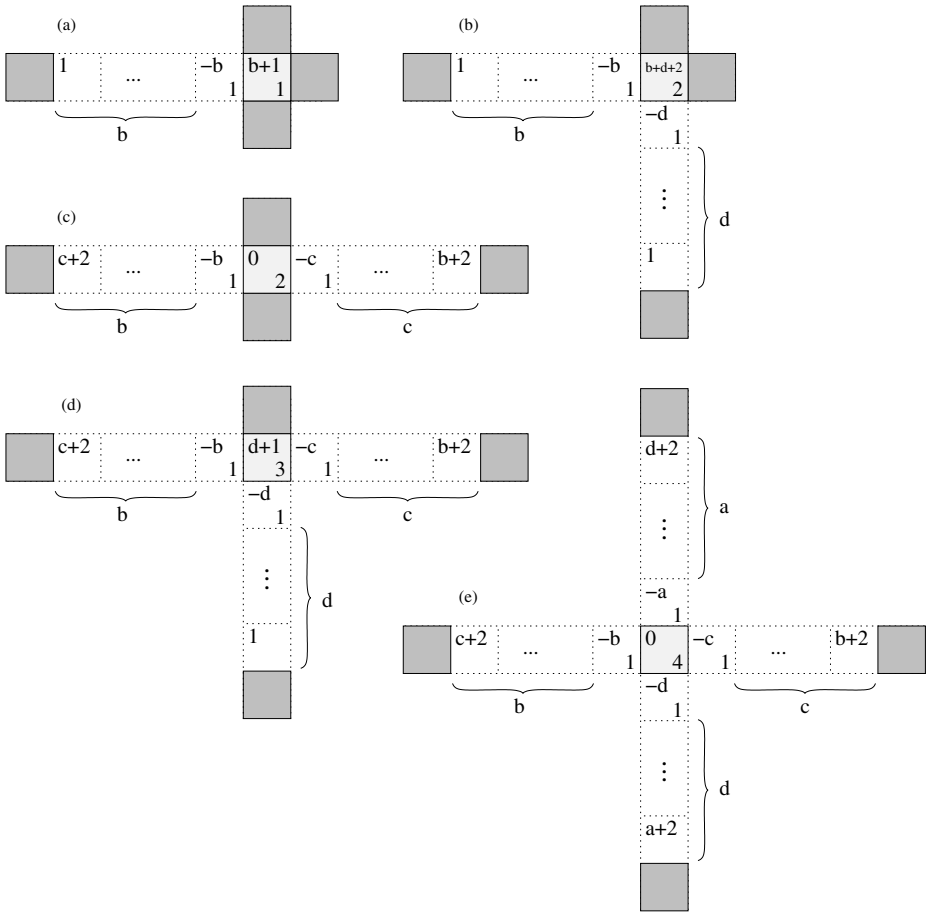 (a)
1 ... −b b+1
1 1
b
(b)
1 ... −b b+d+2
1 2
b
−d
1
⋮
d
1
(c)
c+2 ... −b 0 −c ... b+2
1 2 1
b c
(d)
c+2 ... −b d+1 −c ... b+2
1 3 1
b c
−d
1
⋮
d
1
(e)
d+2
a
⋮
−a
1
c+2 ... −b 0 −c ... b+2
1 4 1
b c
−d
1
⋮
d
a+2